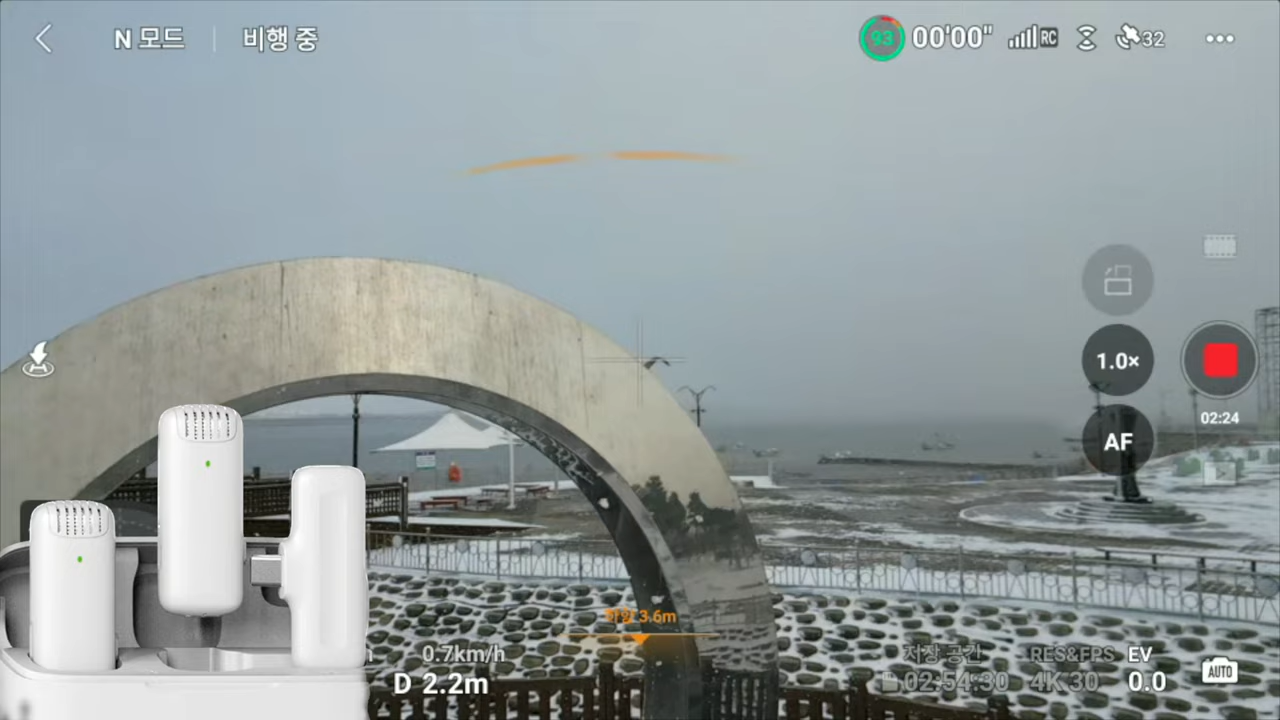 N 모드
비행 중
93
00'00"
RC
32
1.0×
02:24
AF
하향 3.6m
0.7km/h
D 2.2m
저장 공간
02:54:30
RES&FPS
4K 30
EV
0.0
AUTO